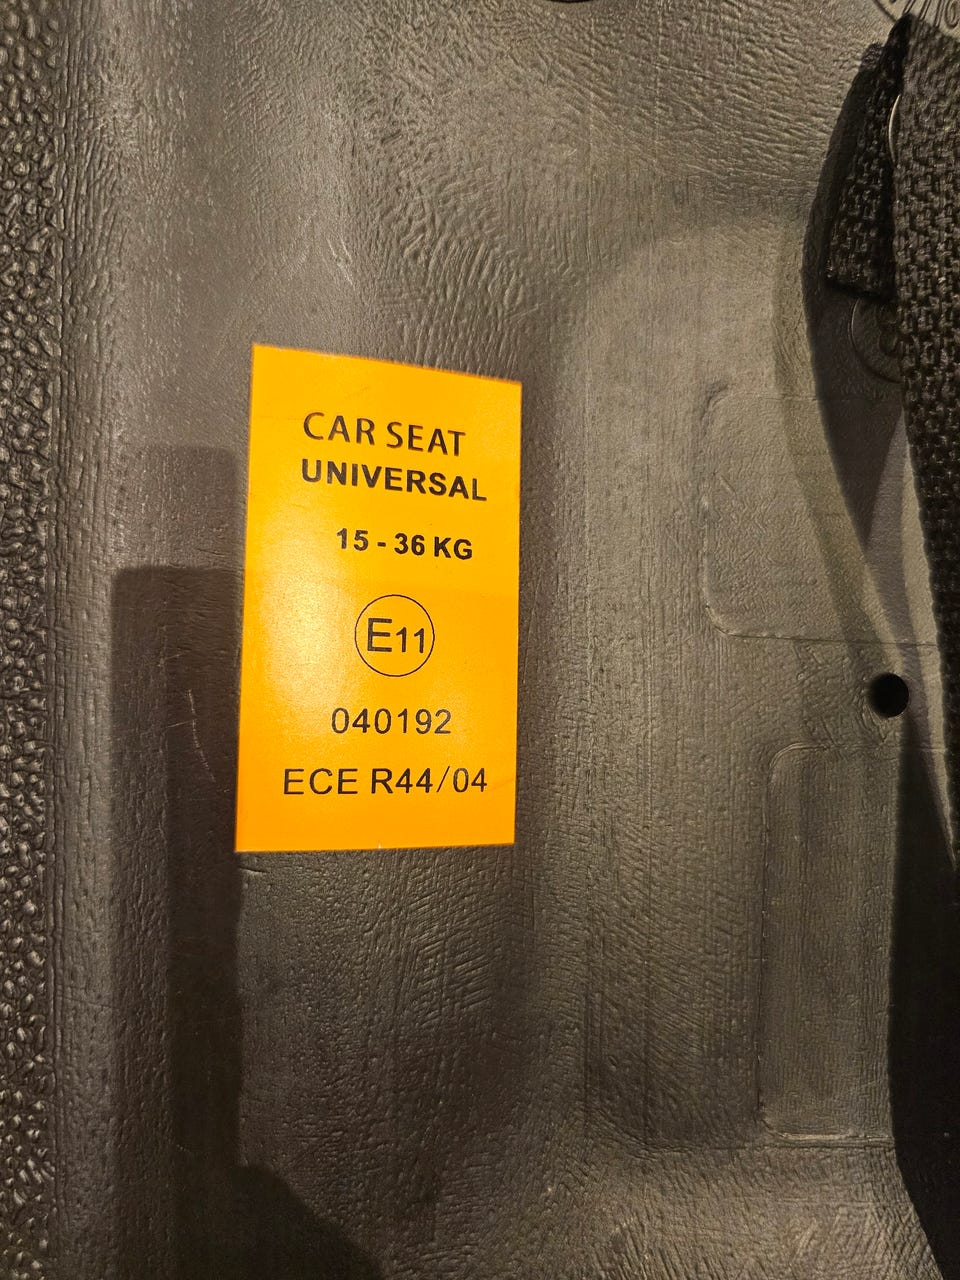 CAR SEAT
UNIVERSAL
15 - 36 KG
E11
040192
ECE R44/04